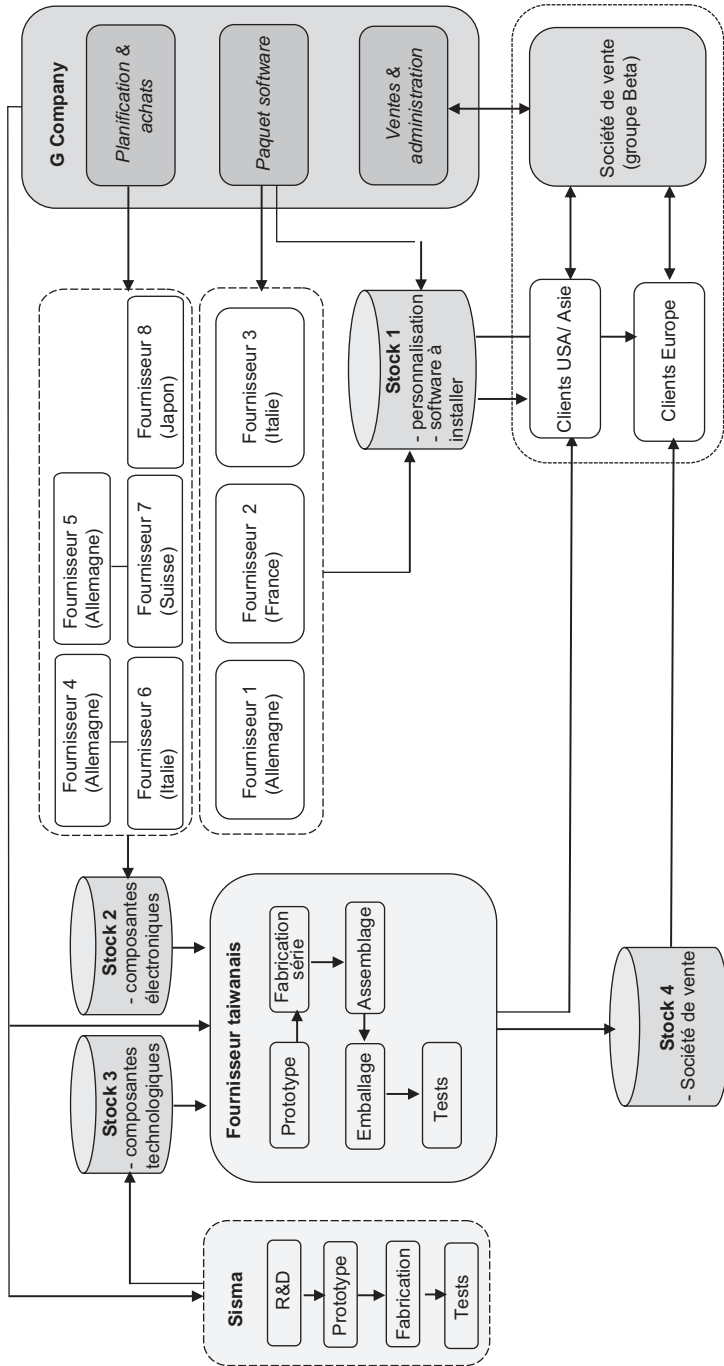 Sisma
R&D
Prototype
Fabrication
Tests
Stock 3
- composantes
technologiques
Stock 2
- composantes
électroniques
Fournisseur taiwanais
Prototype
Fabrication
série
Emballage
Assemblage
Tests
Stock 4
- Société de vente
Fournisseur 4
(Allemagne)
Fournisseur 5
(Allemagne)
Fournisseur 6
(Italie)
Fournisseur 7
(Suisse)
Fournisseur 8
(Japon)
Fournisseur 1
(Allemagne)
Fournisseur 2
(France)
Fournisseur 3
(Italie)
Stock 1
- personnalisation
- software à
installer
Clients USA/ Asie
Clients Europe
G Company
Planification &
achats
Paquet software
Ventes &
administration
Société de vente
(groupe Beta)